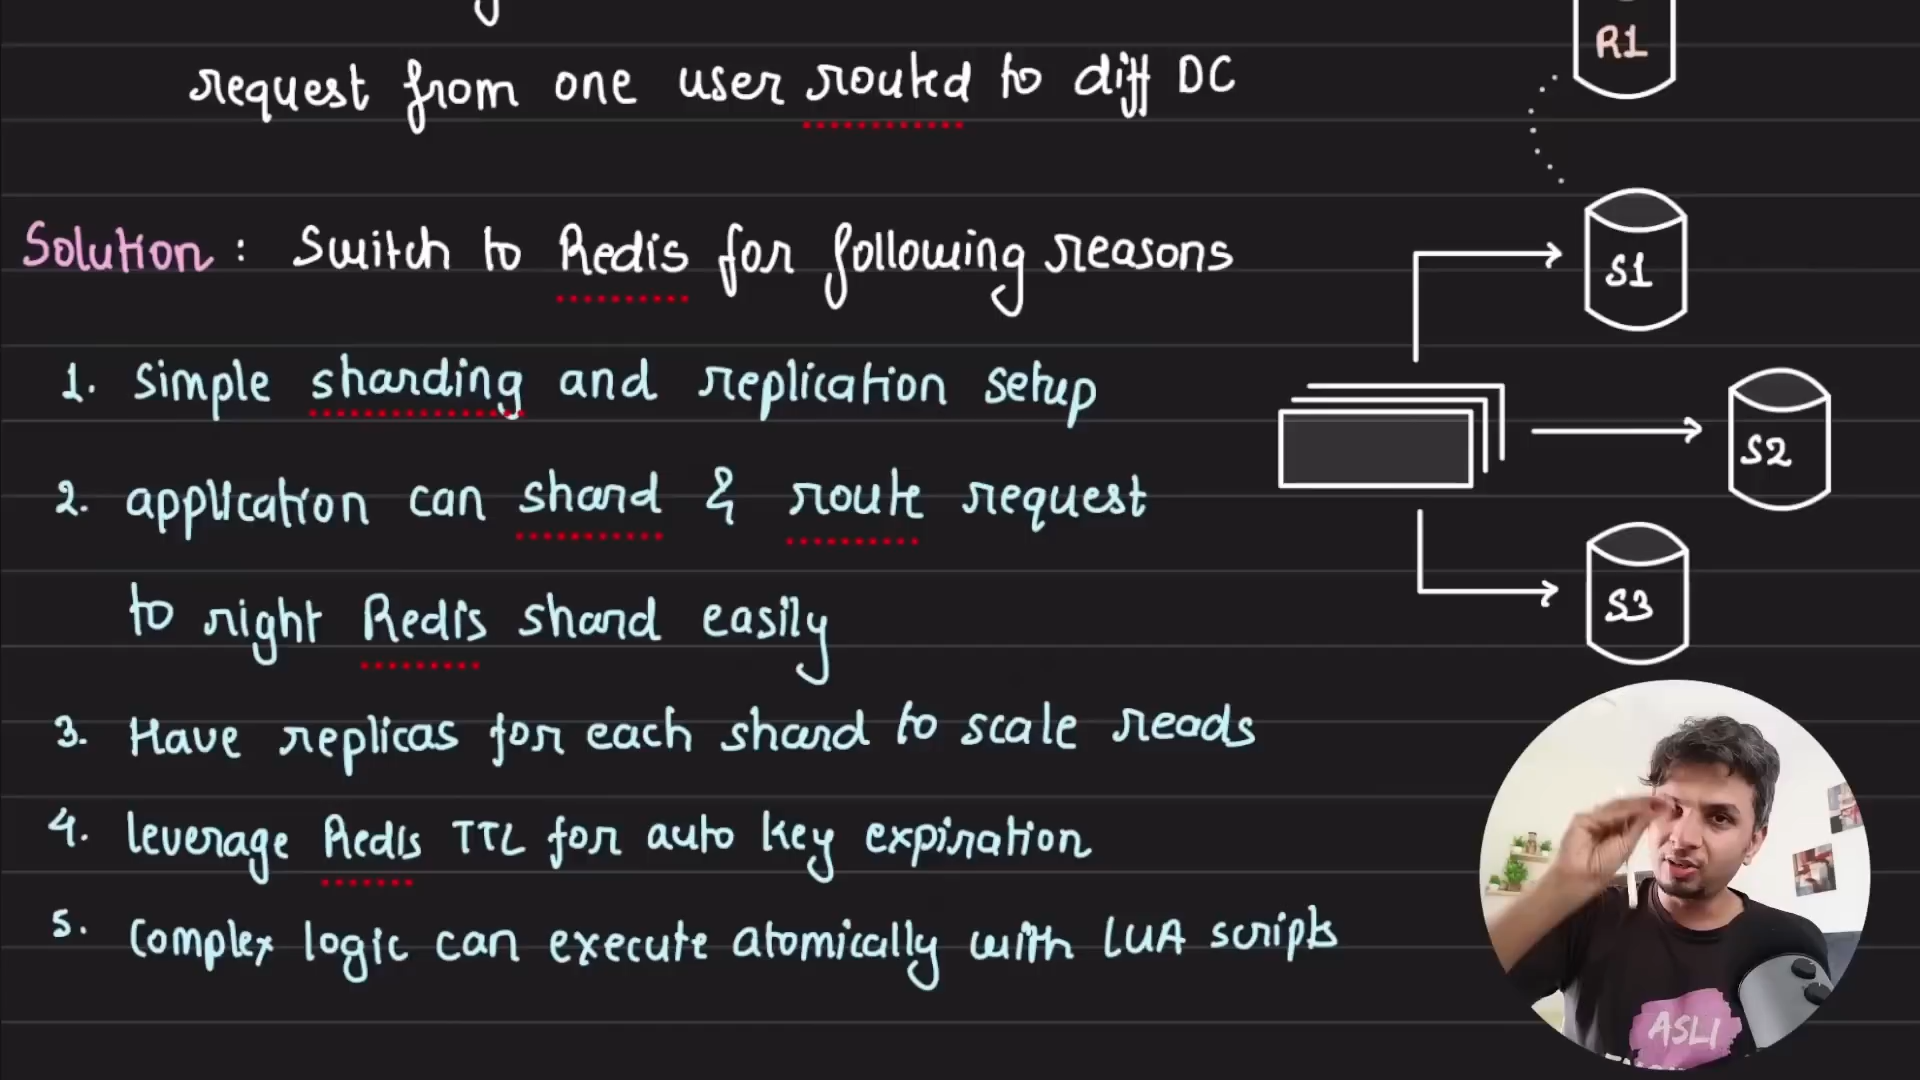 request from one user routed to diff DC
R1
Solution : Switch to Redis for following reasons
S1
1. Simple sharding and replication setup
S2
2. application can shard & route request
to right Redis shard easily
S3
3. Have replicas for each shard to scale reads
4. leverage Redis TTL for auto key expiration
5. Complex logic can execute atomically with LUA scripts
ASLI